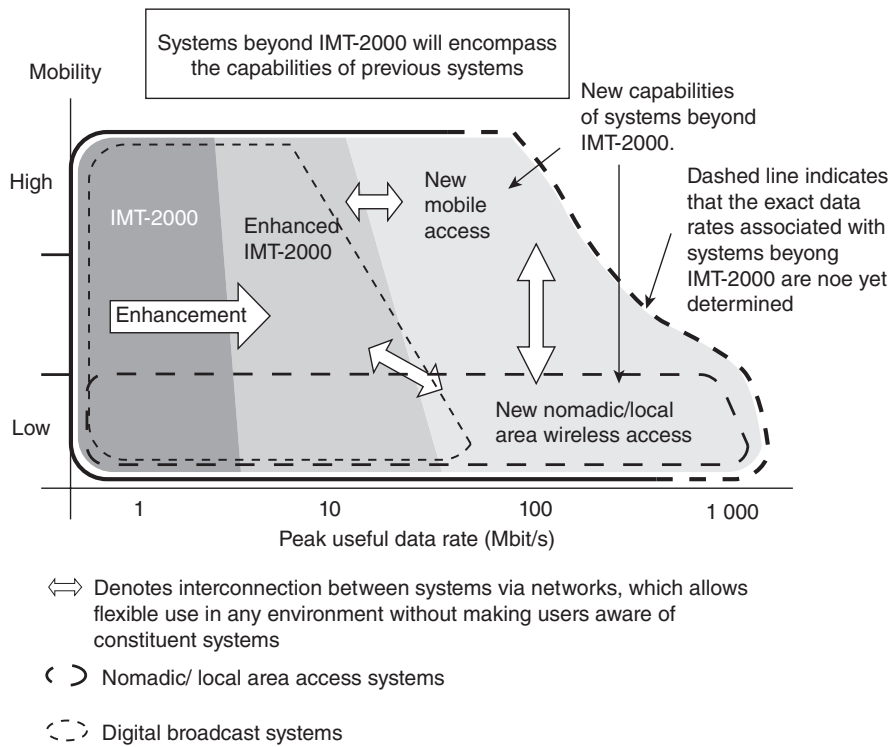 Systems beyond IMT-2000 will encompass
the capabilities of previous systems
Mobility
New capabilities
of systems beyond
IMT-2000.
High
New
mobile
access
Dashed line indicates
that the exact data
rates associated with
systems beyong
IMT-2000 are noe yet
determined
IMT-2000
Enhanced
IMT-2000
Enhancement
Low
New nomadic/local
area wireless access
1
10
100
1 000
Peak useful data rate (Mbit/s)
Denotes interconnection between systems via networks, which allows
flexible use in any environment without making users aware of
constituent systems
Nomadic/ local area access systems
Digital broadcast systems